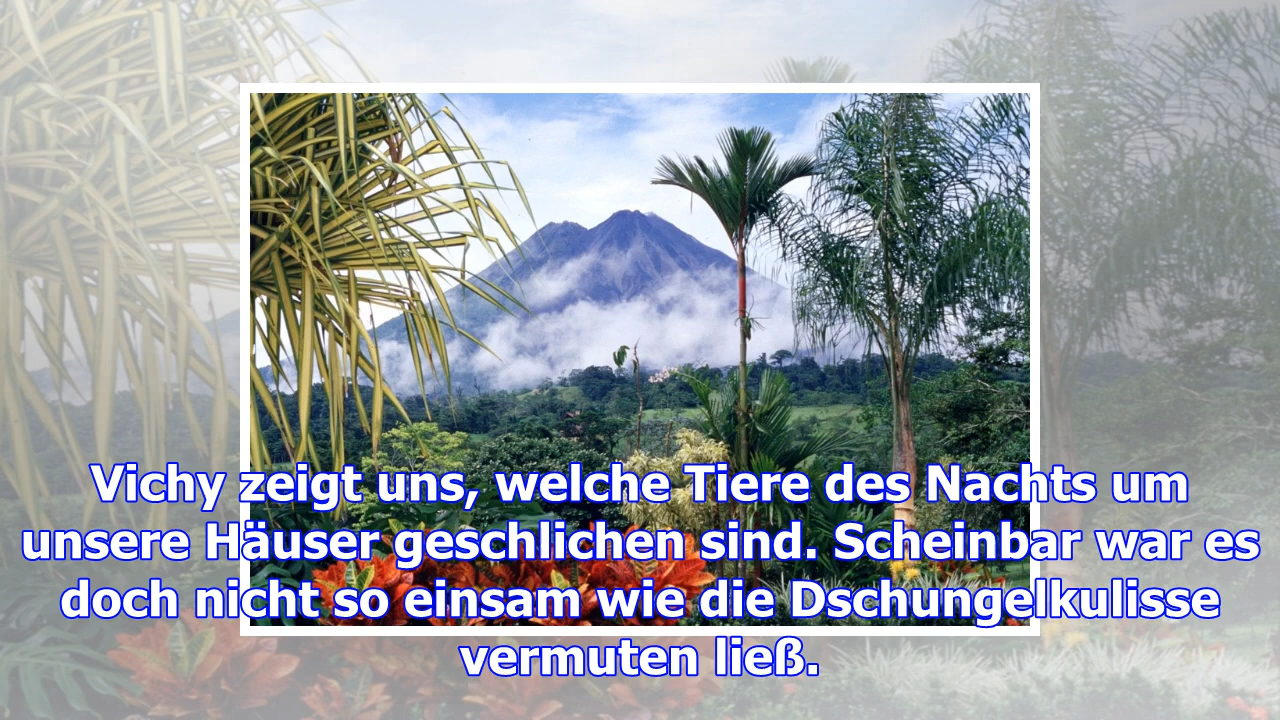 Vichy zeigt uns, welche Tiere des Nachts um
unsere Häuser geschlichen sind. Scheinbar war es
doch nicht so einsam wie die Dschungelkulisse
vermuten ließ.